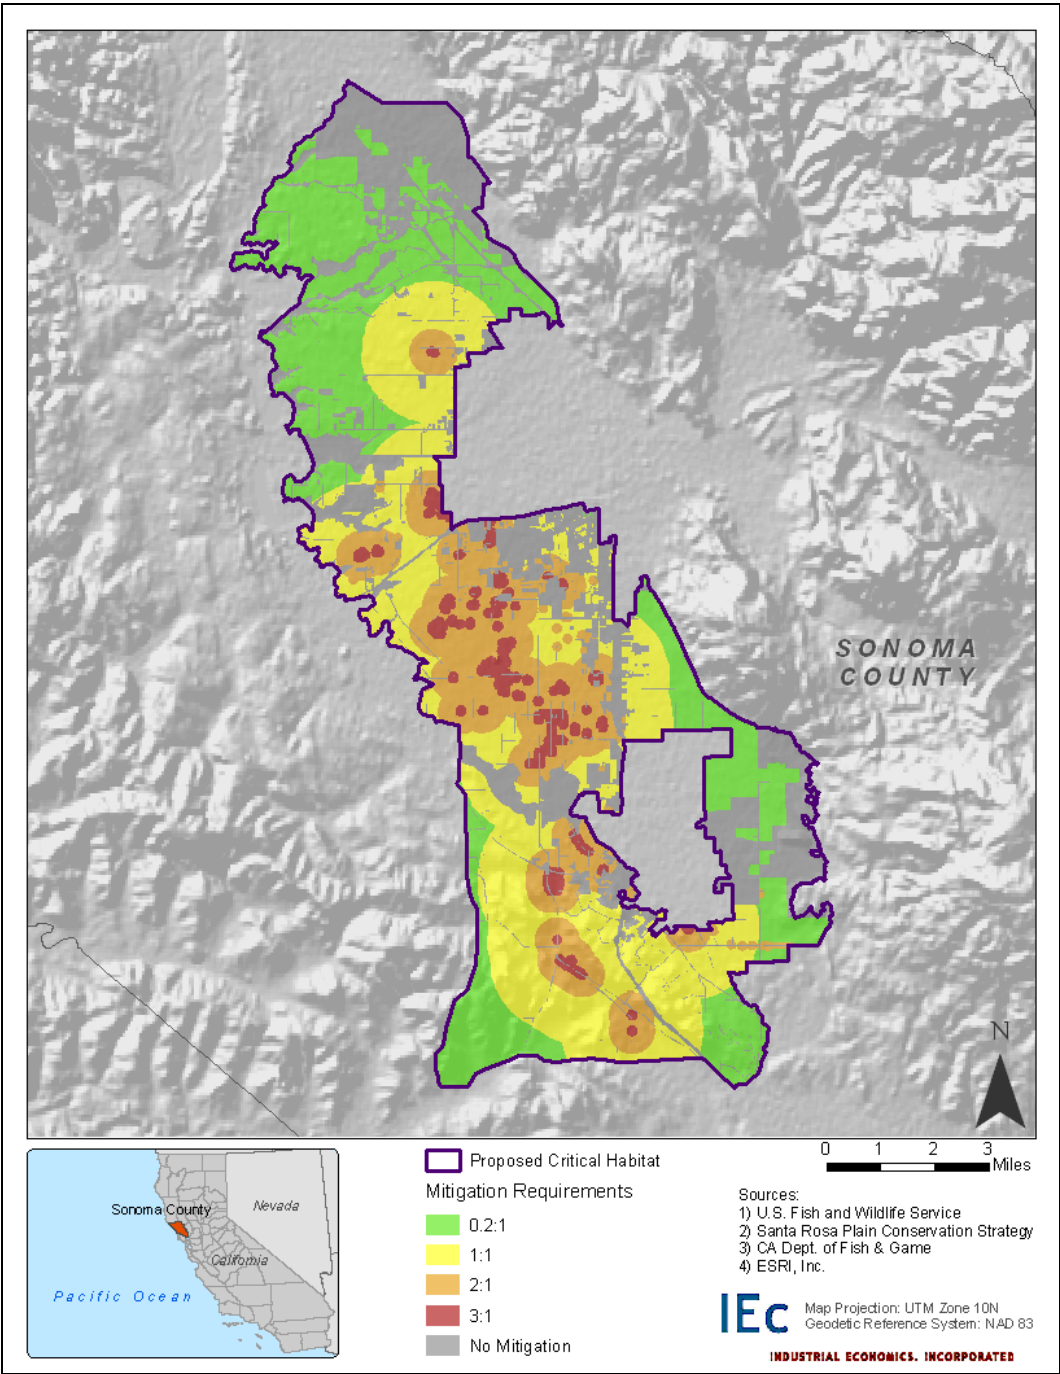 SONOMA
COUNTY
N
0 1 2 3
Miles
Proposed Critical Habitat
Mitigation Requirements
0.2:1
1:1
2:1
3:1
No Mitigation
Sonoma County
Nevada
California
Pacific Ocean
Sources:
1) U.S. Fish and Wildlife Service
2) Santa Rosa Plain Conservation Strategy
3) CA Dept. of Fish & Game
4) ESRI, Inc.
IEc
Map Projection: UTM Zone 10N
Geodetic Reference System: NAD 83
INDUSTRIAL ECONOMICS, INCORPORATED